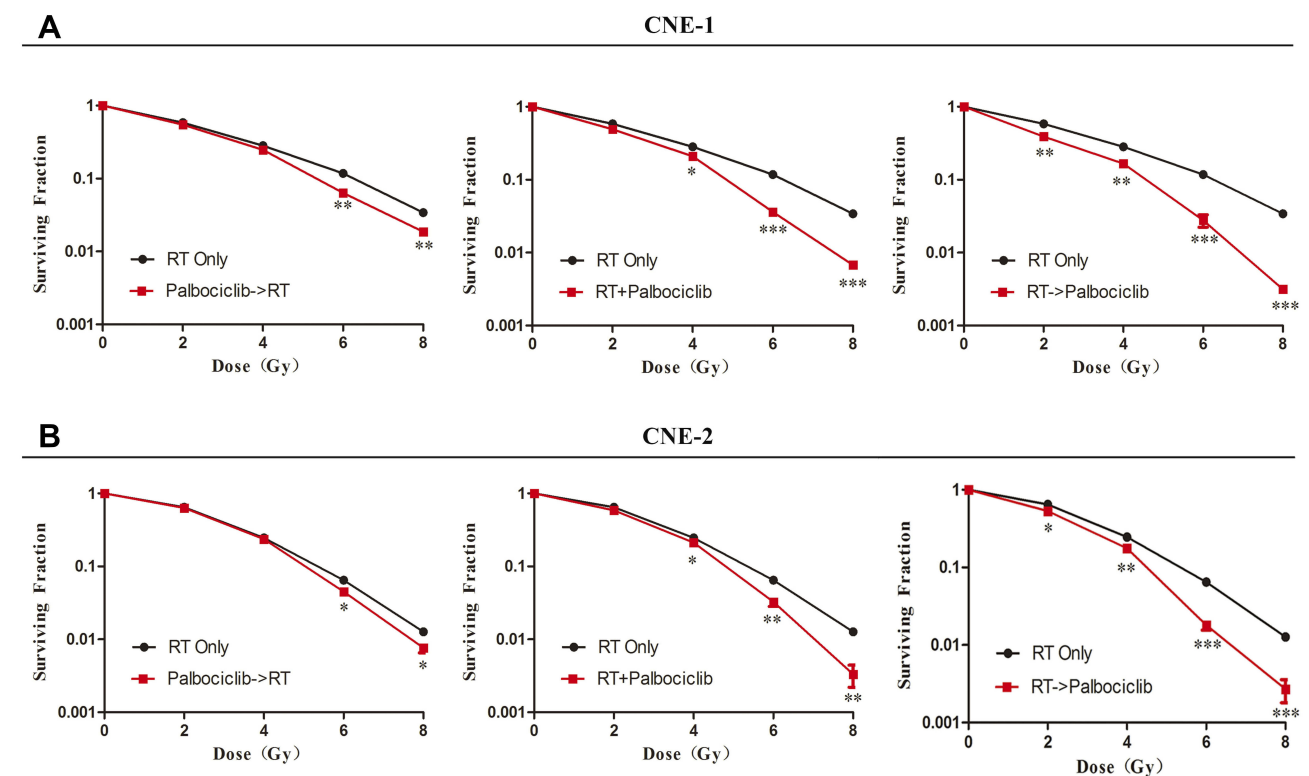 A
CNE-1
Surviving Fraction
1
0.1
0.01
0.001
RT Only
Palbociclib->RT
**
**
0 2 4 6 8
Dose（Gy）
Surviving Fraction
1
0.1
0.01
0.001
RT Only
RT+Palbociclib
*
***
***
0 2 4 6 8
Dose（Gy）
Surviving Fraction
1
0.1
0.01
0.001
RT Only
RT->Palbociclib
**
**
***
***
0 2 4 6 8
Dose（Gy）
B
CNE-2
Surviving Fraction
1
0.1
0.01
0.001
RT Only
Palbociclib->RT
*
*
0 2 4 6 8
Dose（Gy）
Surviving Fraction
1
0.1
0.01
0.001
RT Only
RT+Palbociclib
*
**
**
0 2 4 6 8
Dose（Gy）
Surviving Fraction
1
0.1
0.01
0.001
RT Only
RT->Palbociclib
*
**
***
***
0 2 4 6 8
Dose（Gy）